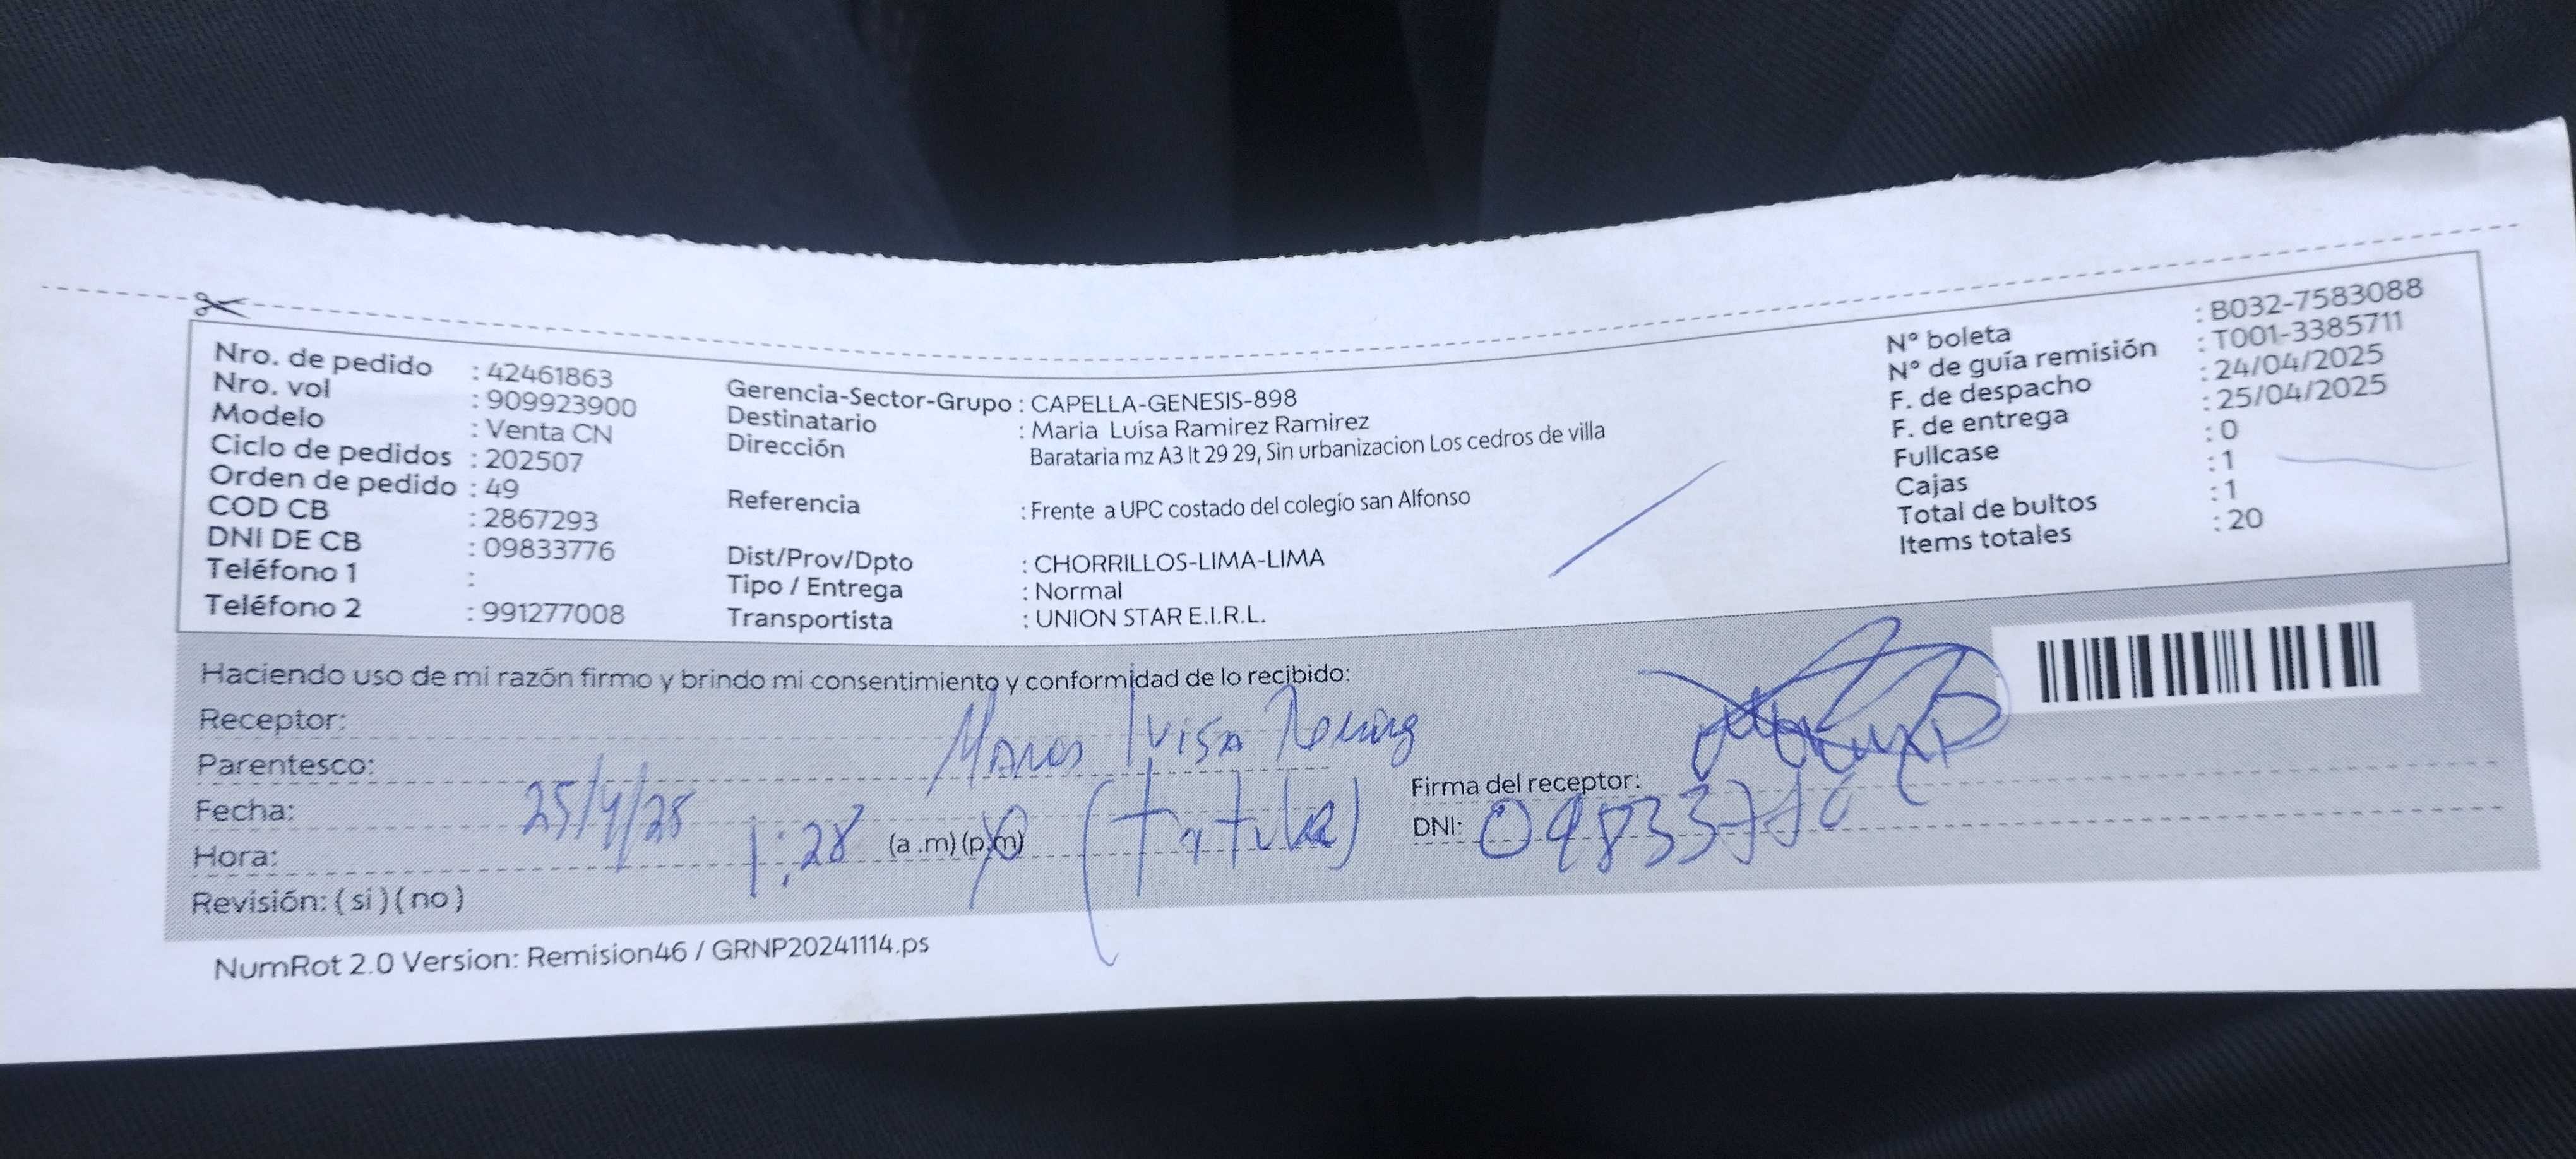 Nro. de pedido : 42461863
Nro. vol : 909923900
Modelo : Venta CN
Ciclo de pedidos : 202507
Orden de pedido : 49
COD CB : 2867293
DNI DE CB : 09833776
Teléfono 1 :
Teléfono 2 : 991277008
Gerencia-Sector-Grupo : CAPELLA-GENESIS-898
Destinatario : Maria Luisa Ramirez Ramirez
Dirección Barataria mz A3 lt 29 29, Sin urbanizacion Los cedros de villa
Referencia : Frente a UPC costado del colegio san Alfonso
Dist/Prov/Dpto : CHORRILLOS-LIMA-LIMA
Tipo / Entrega : Normal
Transportista : UNION STAR E.I.R.L.
N° boleta : B032-7583088
N° de guía remisión : T001-3385711
F. de despacho : 24/04/2025
F. de entrega : 25/04/2025
Fullcase : 0
Cajas : 1
Total de bultos : 1
Items totales : 20
Haciendo uso de mi razón firmo y brindo mi consentimiento y conformidad de lo recibido:
Receptor: Luisa
Parentesco:
Fecha: 25/4/25
Hora: 1:28 (a .m) (p.m)
Revisión: ( si ) ( no )
Firma del receptor:
DNI:
NumRot 2.0 Version: Remision46 / GRNP20241114.ps